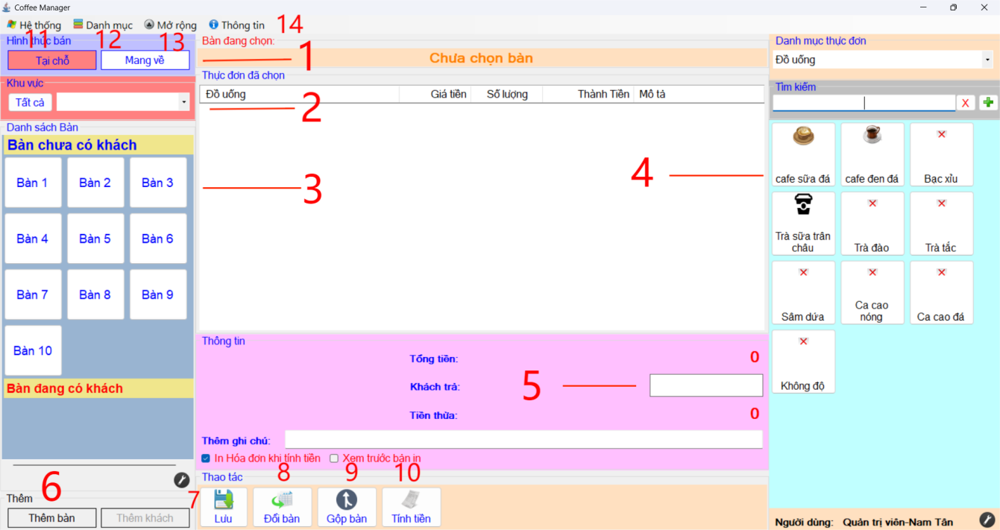 Coffee Manager
Hệ thống Danh mục Mở rộng Thông tin 14
11 12 13
Hình thức bán
Tại chỗ Mang về
Khu vực
Tất cả
Danh sách Bàn
Bàn chưa có khách
Bàn 1 Bàn 2 Bàn 3
Bàn 4 Bàn 5 Bàn 6
Bàn 7 Bàn 8 Bàn 9
Bàn 10
Bàn đang có khách
6
Thêm
Thêm bàn Thêm khách
Bàn đang chọn:
1
Chưa chọn bàn
Thực đơn đã chọn
Đồ uống Giá tiền Số lượng Thành Tiền Mô tả
2
3
4
Thông tin
Tổng tiền: 0
Khách trả: 5
Tiền thừa: 0
Thêm ghi chú:
In Hóa đơn khi tính tiền Xem trước bản in
Thao tác
7 8 9 10
Lưu Đổi bàn Gộp bàn Tính tiền
Danh mục thực đơn
Đồ uống
Tìm kiếm
X
cafe sữa đá cafe đen đá Bạc xỉu
Trà sữa trân
châu Trà đào Trà tắc
Sâm dứa Ca cao
nóng Ca cao đá
Không độ
Người dùng: Quản trị viên-Nam Tân